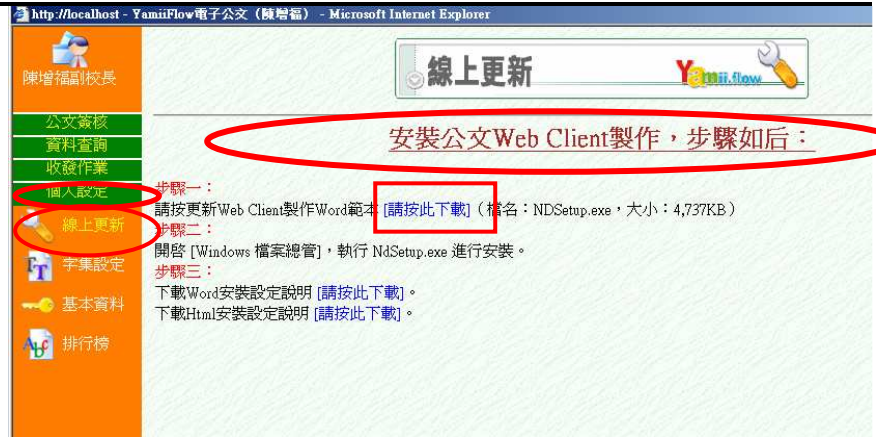 http://localhost - YamiiFlow電子公文（陳增福） - Microsoft Internet Explorer
陳增福副校長
線上更新
Yamii.flow
公文簽核
資料查詢
收發作業
個人設定
線上更新
字集設定
基本資料
排行榜
安裝公文Web Client製作，步驟如后：
步驟一：
請按更新Web Client製作Word範本 [請按此下載]（檔名：NDSetup.exe，大小：4,737KB）
步驟二：
開啓 [Windows 檔案總管]，執行 NdSetup.exe 進行安裝。
步驟三：
下載Word安裝設定說明 [請按此下載]。
下載Html安裝設定說明 [請按此下載]。